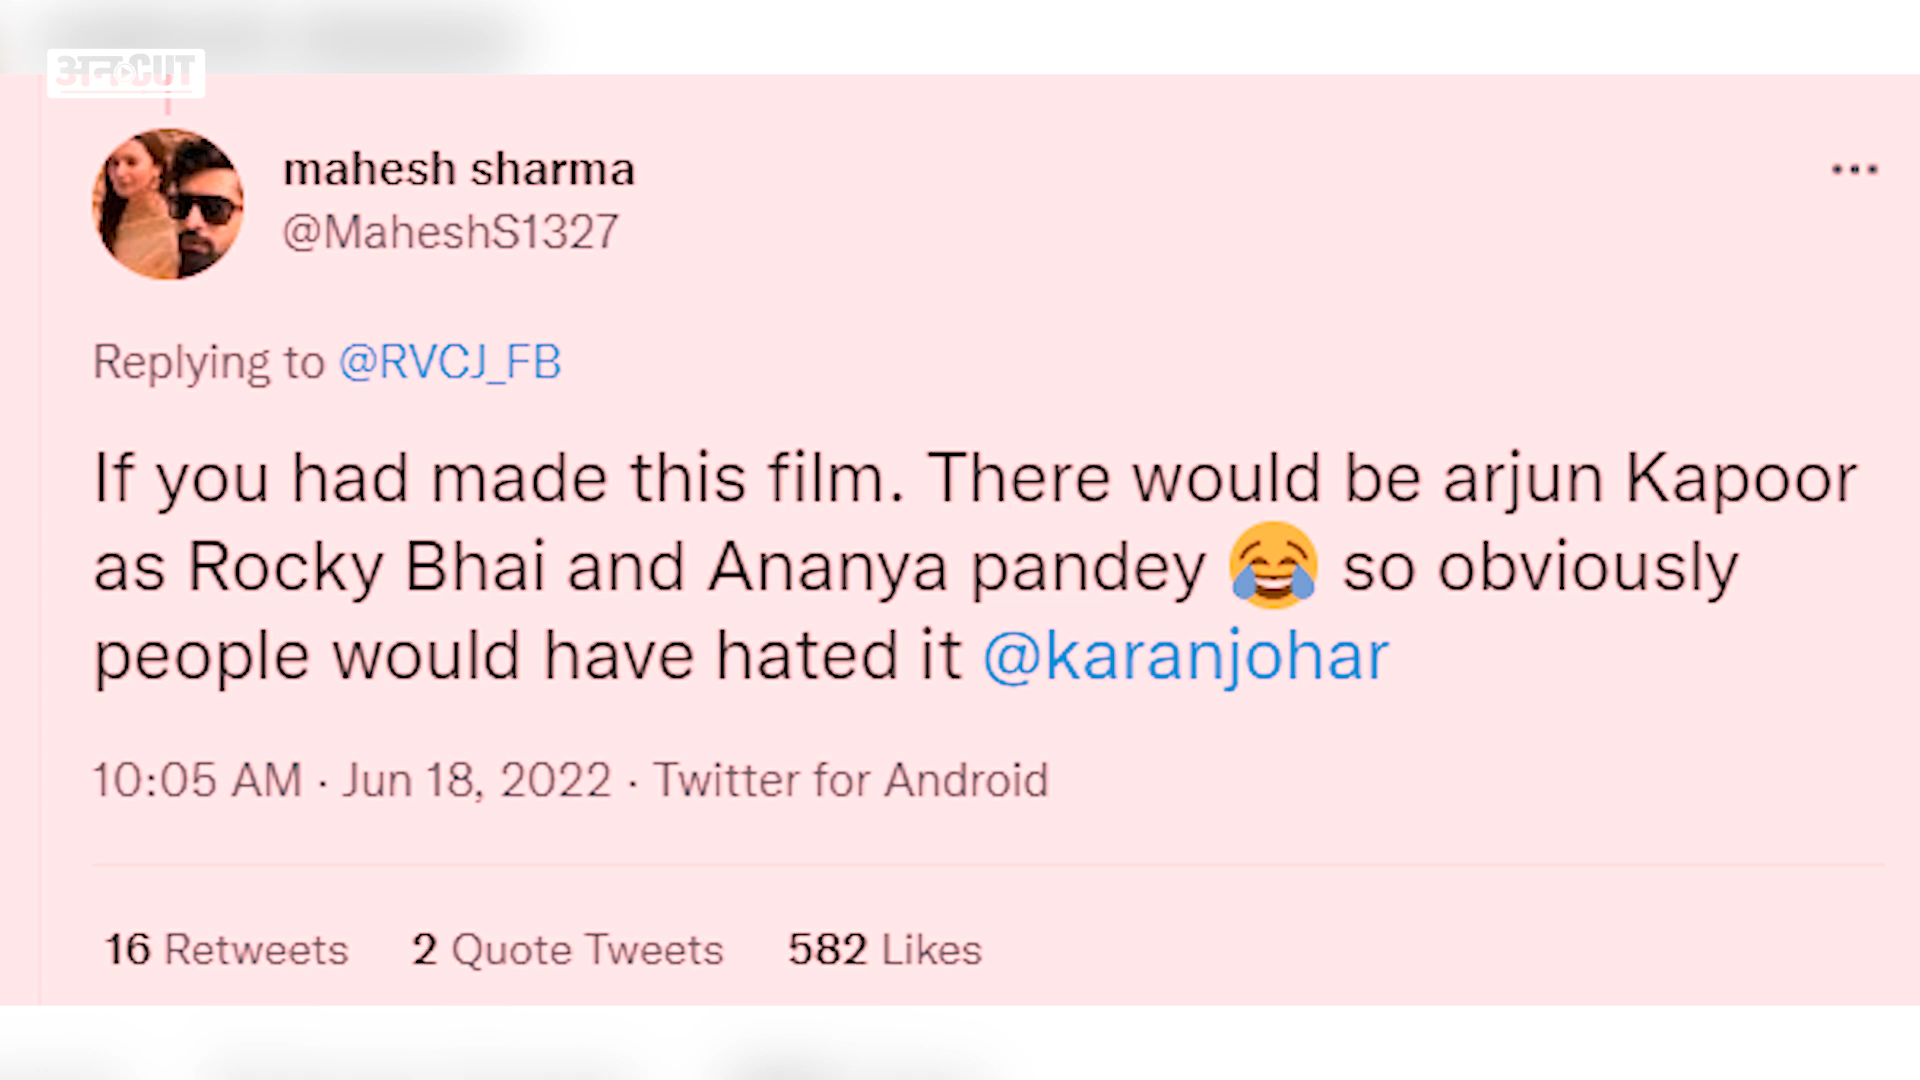 अनCUT
mahesh sharma
@MaheshS1327
Replying to @RVCJ_FB
If you had made this film. There would be arjun Kapoor
as Rocky Bhai and Ananya pandey 😂 so obviously
people would have hated it @karanjohar
10:05 AM · Jun 18, 2022 · Twitter for Android
16 Retweets 2 Quote Tweets 582 Likes